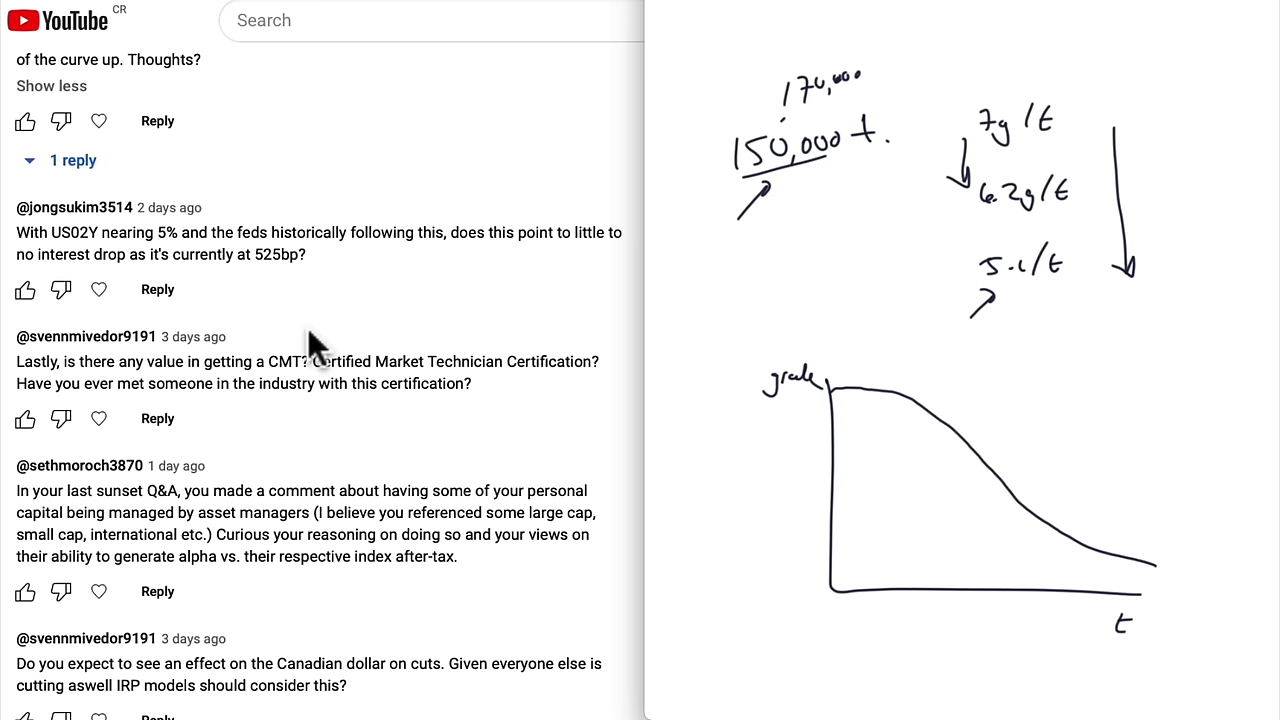 YouTube CR
Search
of the curve up. Thoughts?
Show less
Reply
1 reply
@jongsukim3514 2 days ago
With US02Y nearing 5% and the feds historically following this, does this point to little to
no interest drop as it's currently at 525bp?
Reply
@svennmivedor9191 3 days ago
Lastly, is there any value in getting a CMT? Certified Market Technician Certification?
Have you ever met someone in the industry with this certification?
Reply
@sethmoroch3870 1 day ago
In your last sunset Q&A, you made a comment about having some of your personal
capital being managed by asset managers (I believe you referenced some large cap,
small cap, international etc.) Curious your reasoning on doing so and your views on
their ability to generate alpha vs. their respective index after-tax.
Reply
@svennmivedor9191 3 days ago
Do you expect to see an effect on the Canadian dollar on cuts. Given everyone else is
cutting aswell IRP models should consider this?
Reply
170,000
150,000 t.
7g/t
6.2g/t
grade
t